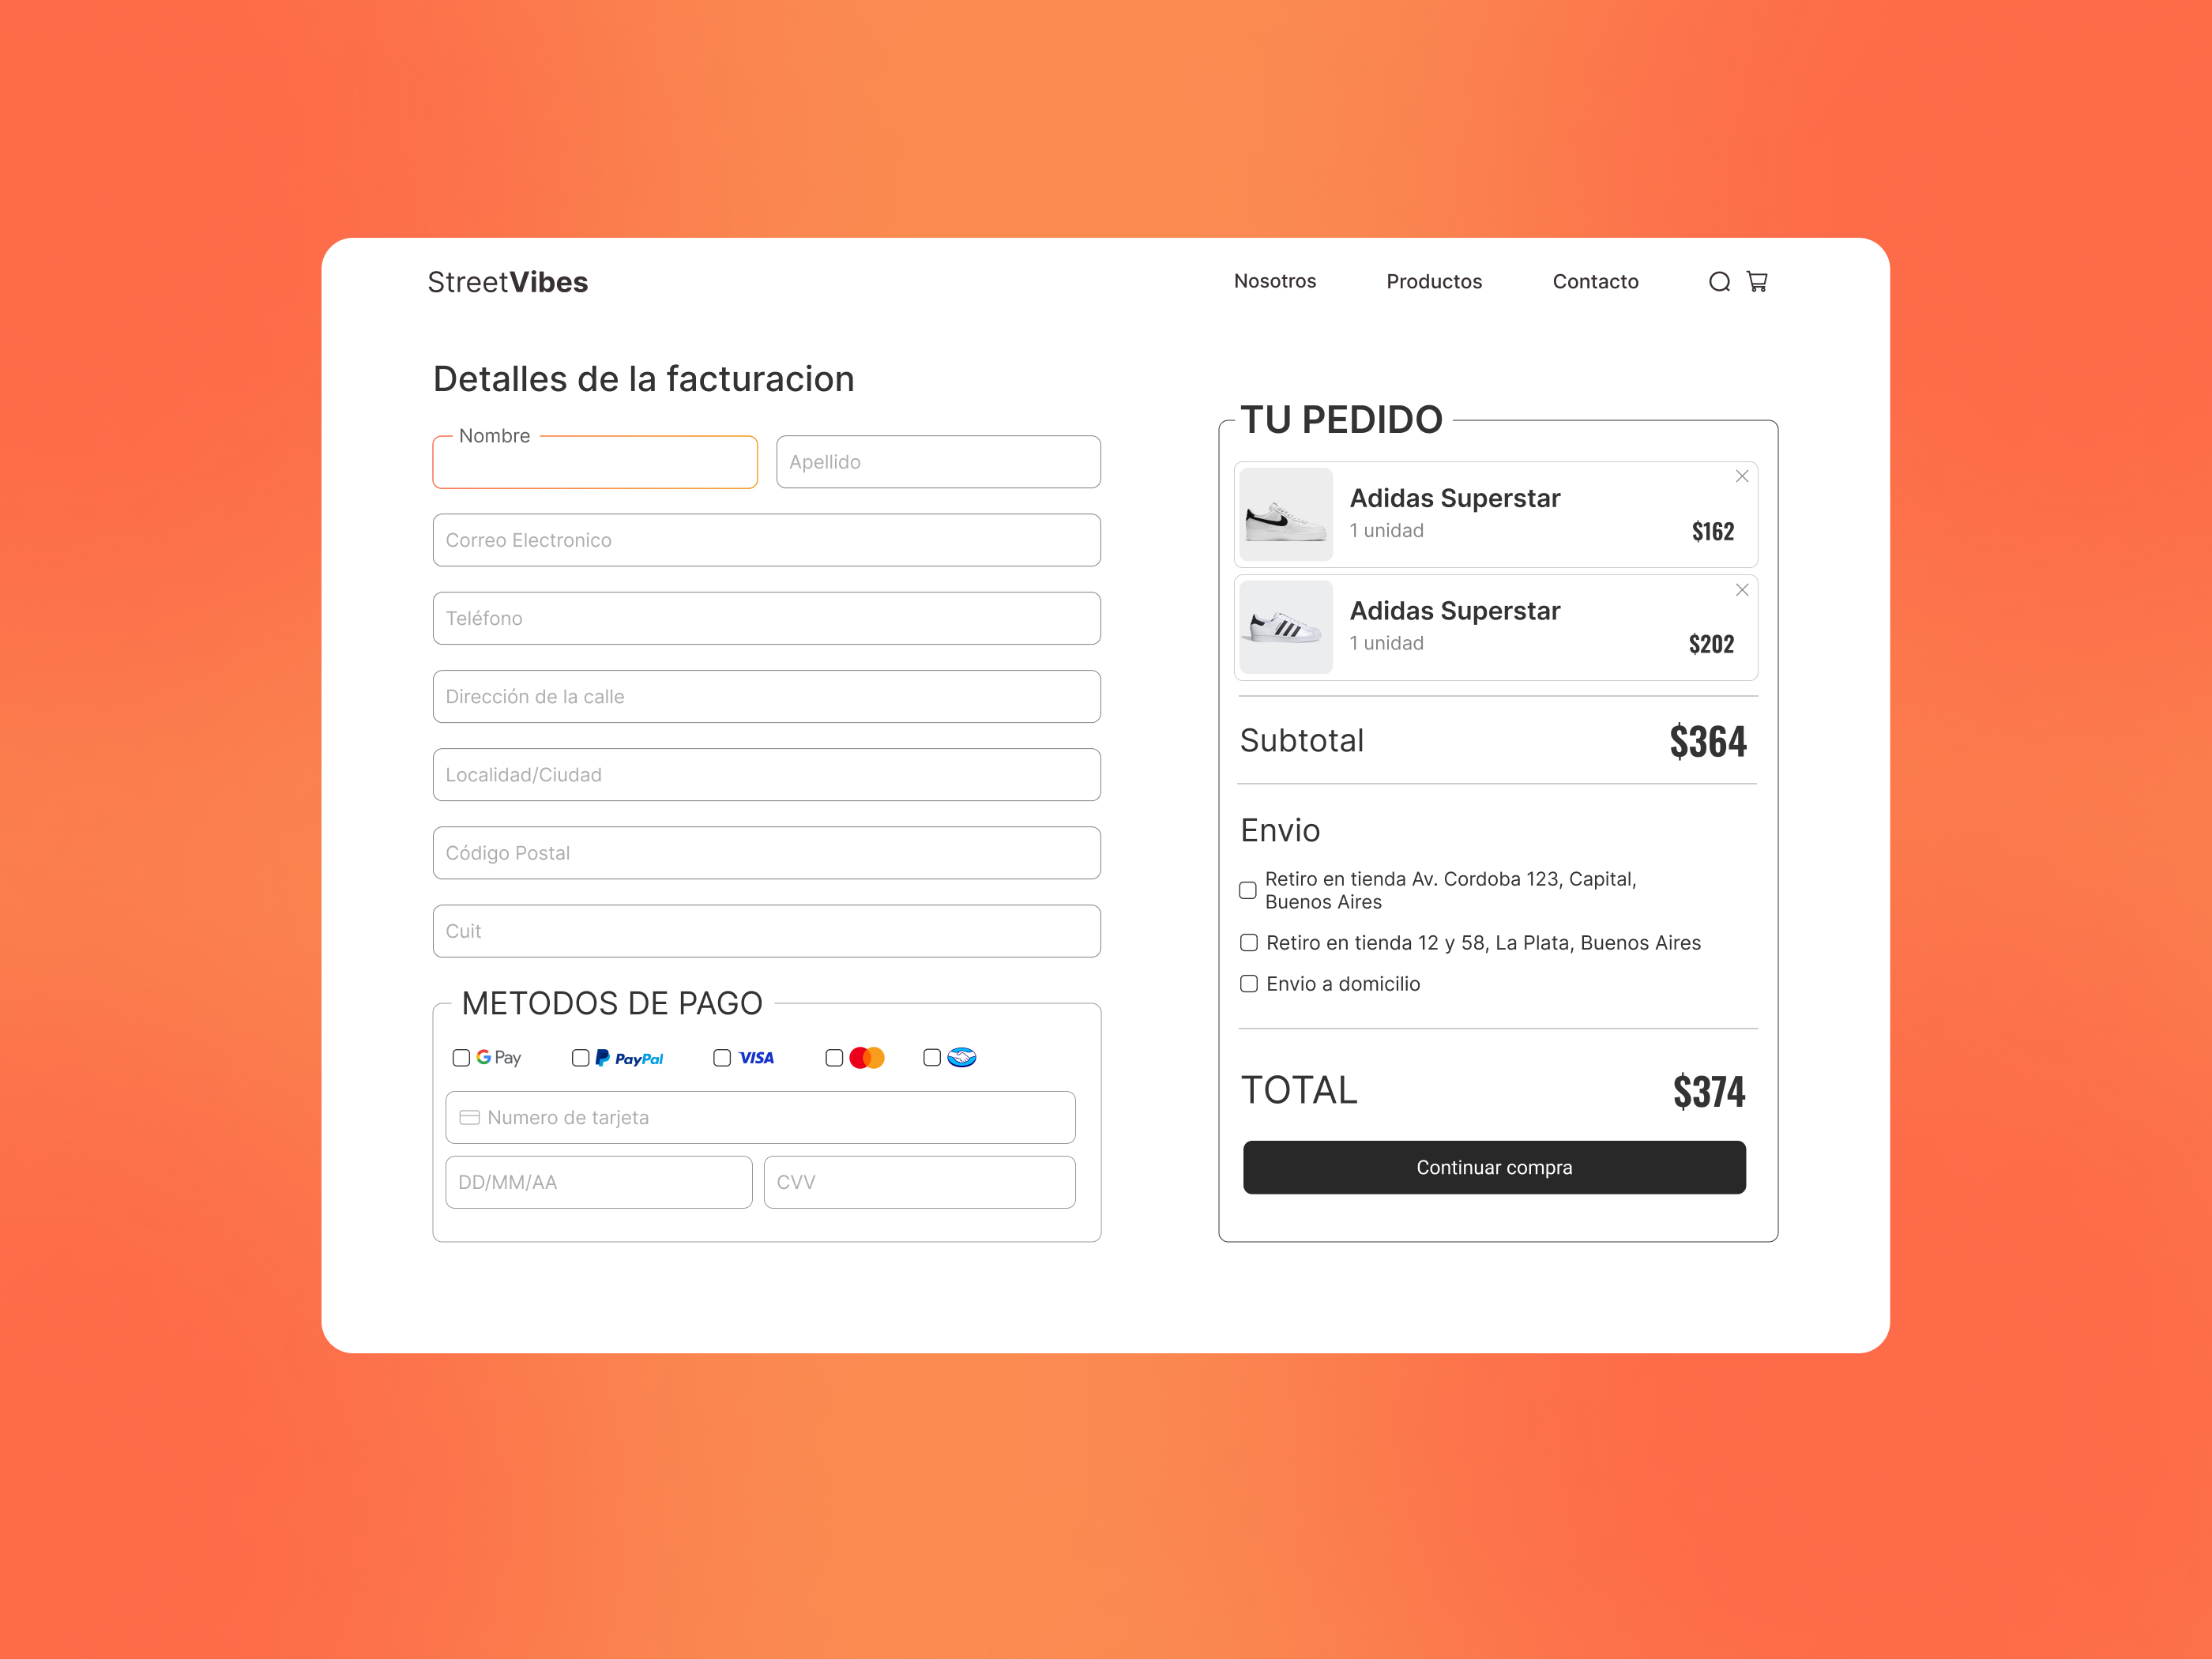 StreetVibes
Nosotros Productos Contacto
Detalles de la facturacion
Nombre
Apellido
Correo Electronico
Teléfono
Dirección de la calle
Localidad/Ciudad
Código Postal
Cuit
METODOS DE PAGO
G Pay PayPal VISA
Numero de tarjeta
DD/MM/AA CVV
TU PEDIDO
Adidas Superstar
1 unidad $162
Adidas Superstar
1 unidad $202
Subtotal $364
Envio
Retiro en tienda Av. Cordoba 123, Capital,
Buenos Aires
Retiro en tienda 12 y 58, La Plata, Buenos Aires
Envio a domicilio
TOTAL $374
Continuar compra